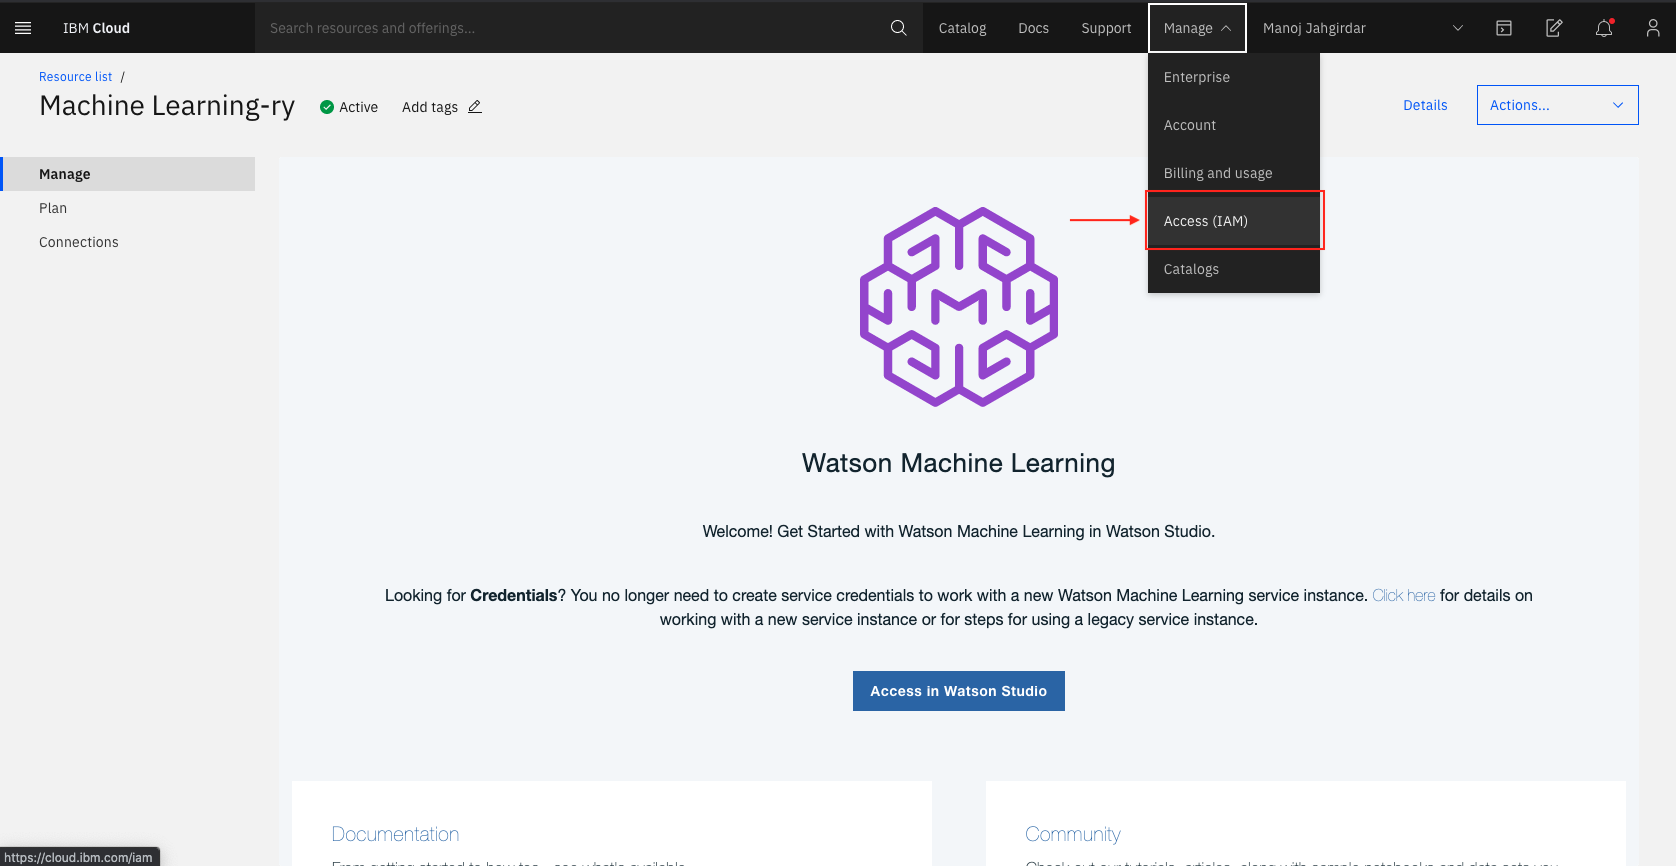 IBM Cloud
Search resources and offerings...
Catalog
Docs
Support
Manage
Manoj Jahgirdar
Enterprise
Account
Billing and usage
Access (IAM)
Catalogs
Resource list /
Machine Learning-ry
Active
Add tags
Details
Actions...
Manage
Plan
Connections
Watson Machine Learning
Welcome! Get Started with Watson Machine Learning in Watson Studio.
Looking for Credentials? You no longer need to create service credentials to work with a new Watson Machine Learning service instance. Click here for details on
working with a new service instance or for steps for using a legacy service instance.
Access in Watson Studio
Documentation
Community
https://cloud.ibm.com/iam